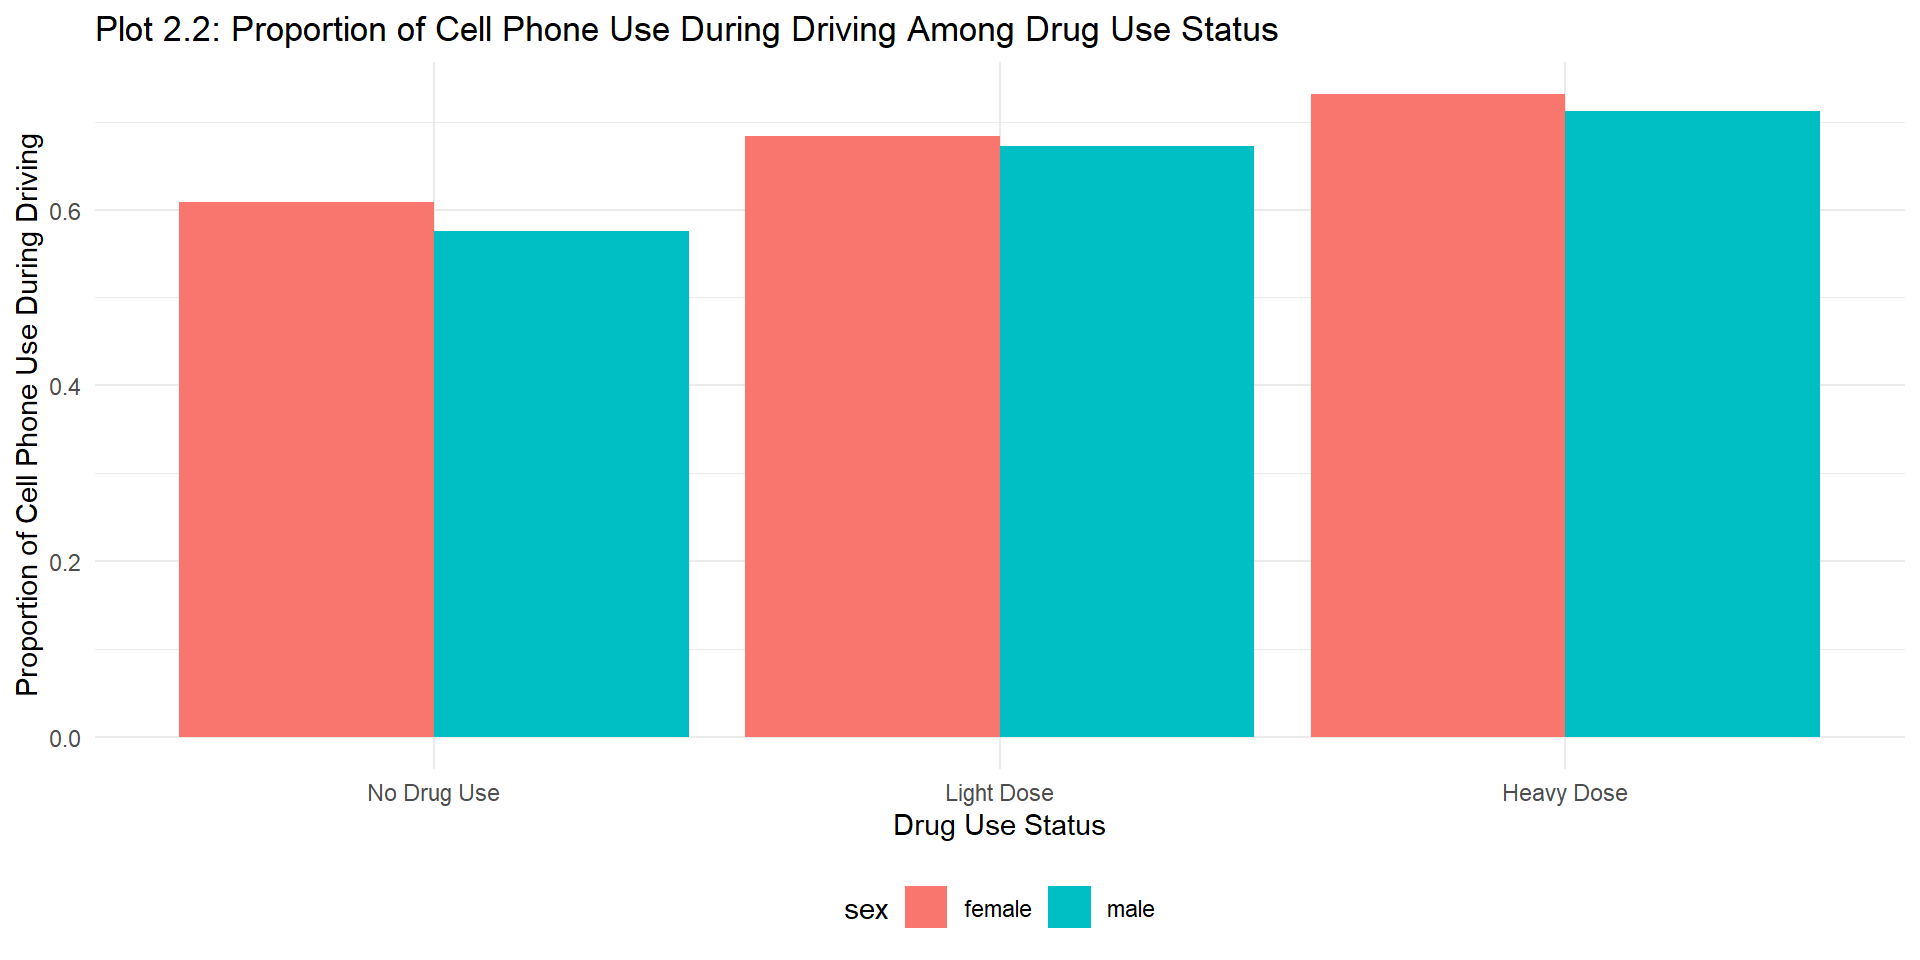 Plot 2.2: Proportion of Cell Phone Use During Driving Among Drug Use Status
Proportion of Cell Phone Use During Driving
0.6
0.4
0.2
0.0
No Drug Use
Light Dose
Heavy Dose
Drug Use Status
sex
female
male